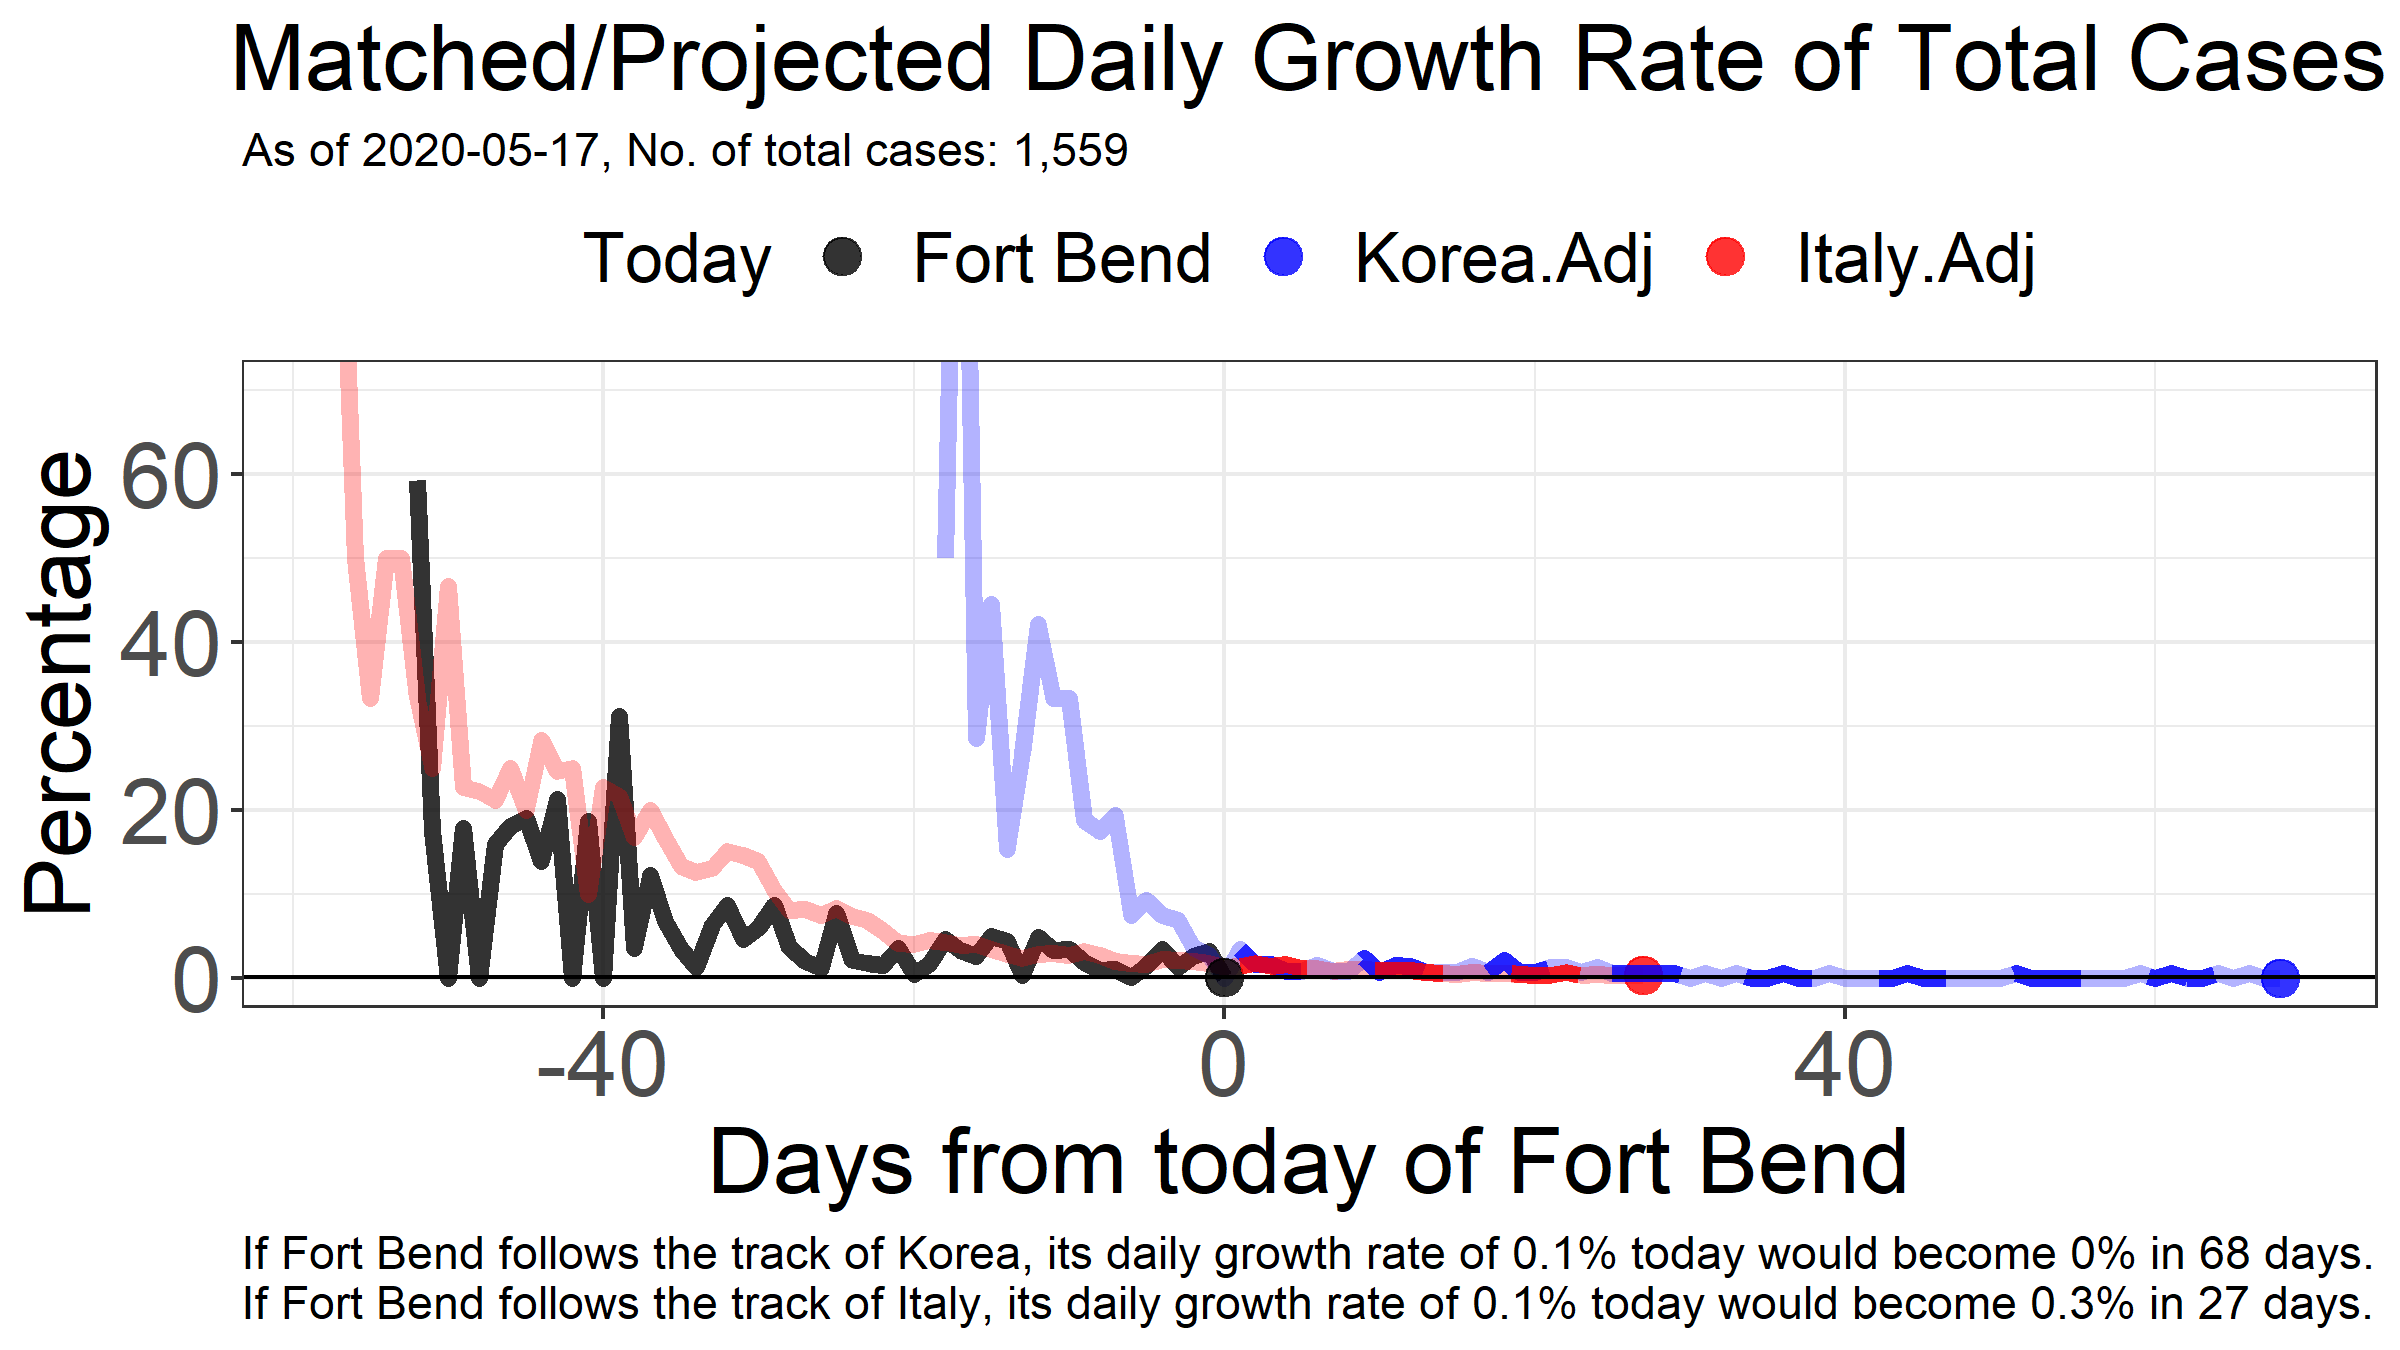 Matched/Projected Daily Growth Rate of Total Cases
As of 2020-05-17, No. of total cases: 1,559
Today Fort Bend Korea.Adj Italy.Adj
Percentage
60
40
20
0
-40 0 40
Days from today of Fort Bend
If Fort Bend follows the track of Korea, its daily growth rate of 0.1% today would become 0% in 68 days.
If Fort Bend follows the track of Italy, its daily growth rate of 0.1% today would become 0.3% in 27 days.